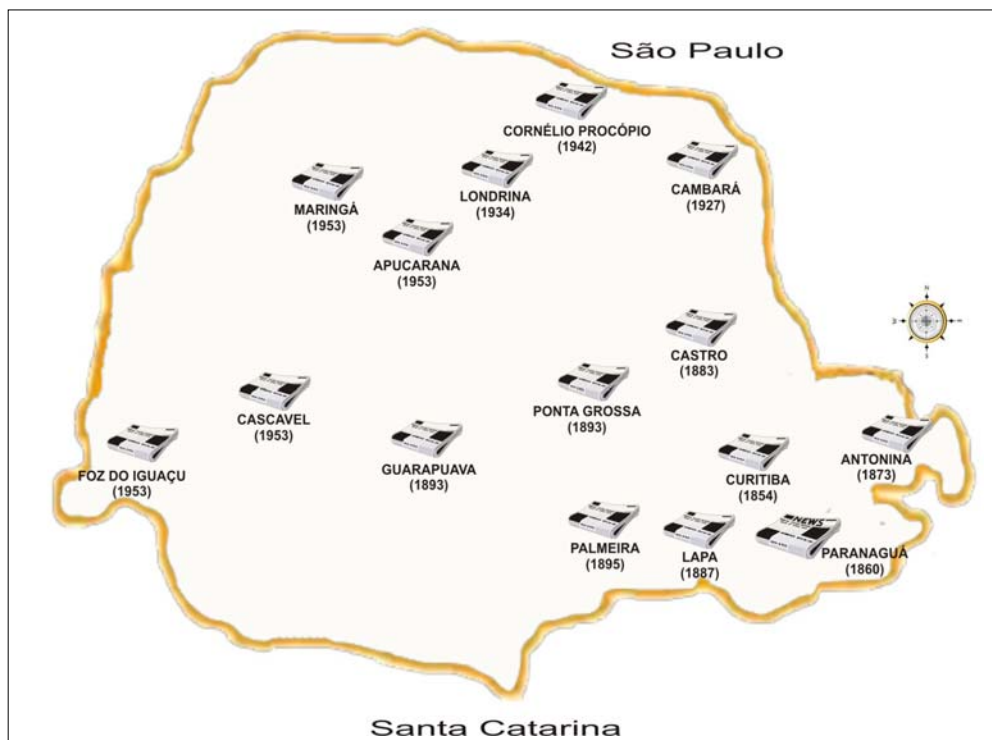 São Paulo
CORNÉLIO PROCÓPIO
(1942)
LONDRINA
(1934)
CAMBARÁ
(1927)
MARINGÁ
(1953)
APUCARANA
(1953)
CASTRO
(1883)
PONTA GROSSA
(1893)
CASCAVEL
(1953)
GUARAPUAVA
(1893)
FOZ DO IGUAÇU
(1953)
ANTONINA
(1873)
CURITIBA
(1854)
NEWS
PALMEIRA
(1895)
LAPA
(1887)
PARANAGUÁ
(1860)
Santa Catarina